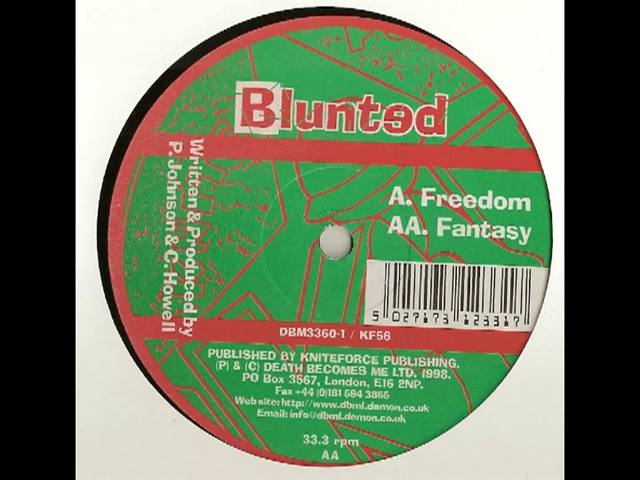 Blunted
A. Freedom
AA. Fantasy
Written & Produced by
P. Johnson & C. Howell
5 027173 123317
DBM3360-1 / KF56
PUBLISHED BY KNITEFORCE PUBLISHING.
(P) & (C) DEATH BECOMES ME LTD. 1998.
PO Box 3567, London, E16 2NP.
Fax +44 (0)181 594 3865
Web site: http://www.dbml.demon.co.uk
Email: info@dbml.demon.co.uk
33.3 rpm
AA